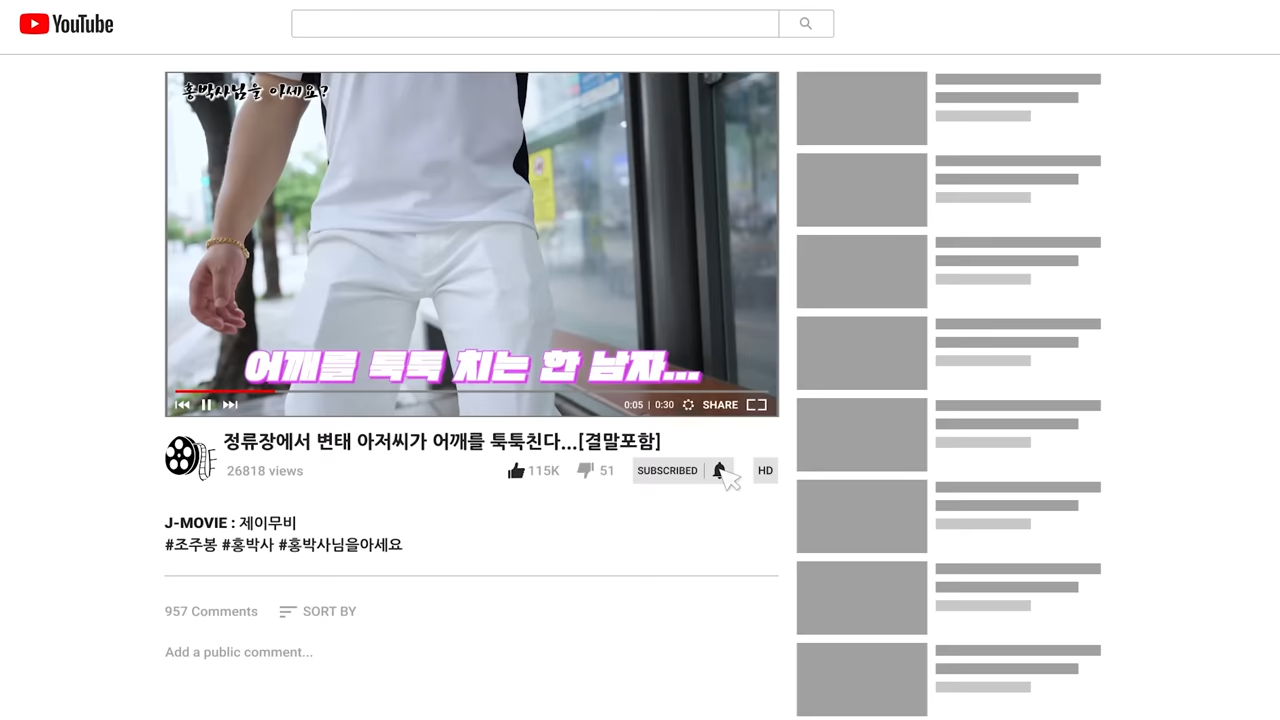 YouTube
홍박사님을 아세요?
어깨를 툭툭 치는 한 남자...
0:05 | 0:30 SHARE
정류장에서 변태 아저씨가 어깨를 툭툭친다...[결말포함]
26818 views
115K 51 SUBSCRIBED HD
J-MOVIE : 제이무비
#조주봉 #홍박사 #홍박사님을아세요
957 Comments SORT BY
Add a public comment...